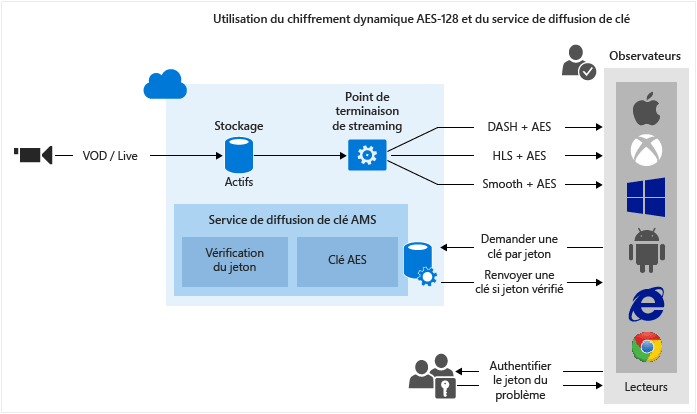 Utilisation du chiffrement dynamique AES-128 et du service de diffusion de clé
Observateurs
Point de
terminaison
de streaming
Stockage
Actifs
VOD / Live
DASH + AES
HLS + AES
Smooth + AES
Service de diffusion de clé AMS
Vérification
du jeton
Clé AES
Demander une
clé par jeton
Renvoyer une
clé si jeton vérifié
Authentifier
le jeton du
problème
Lecteurs